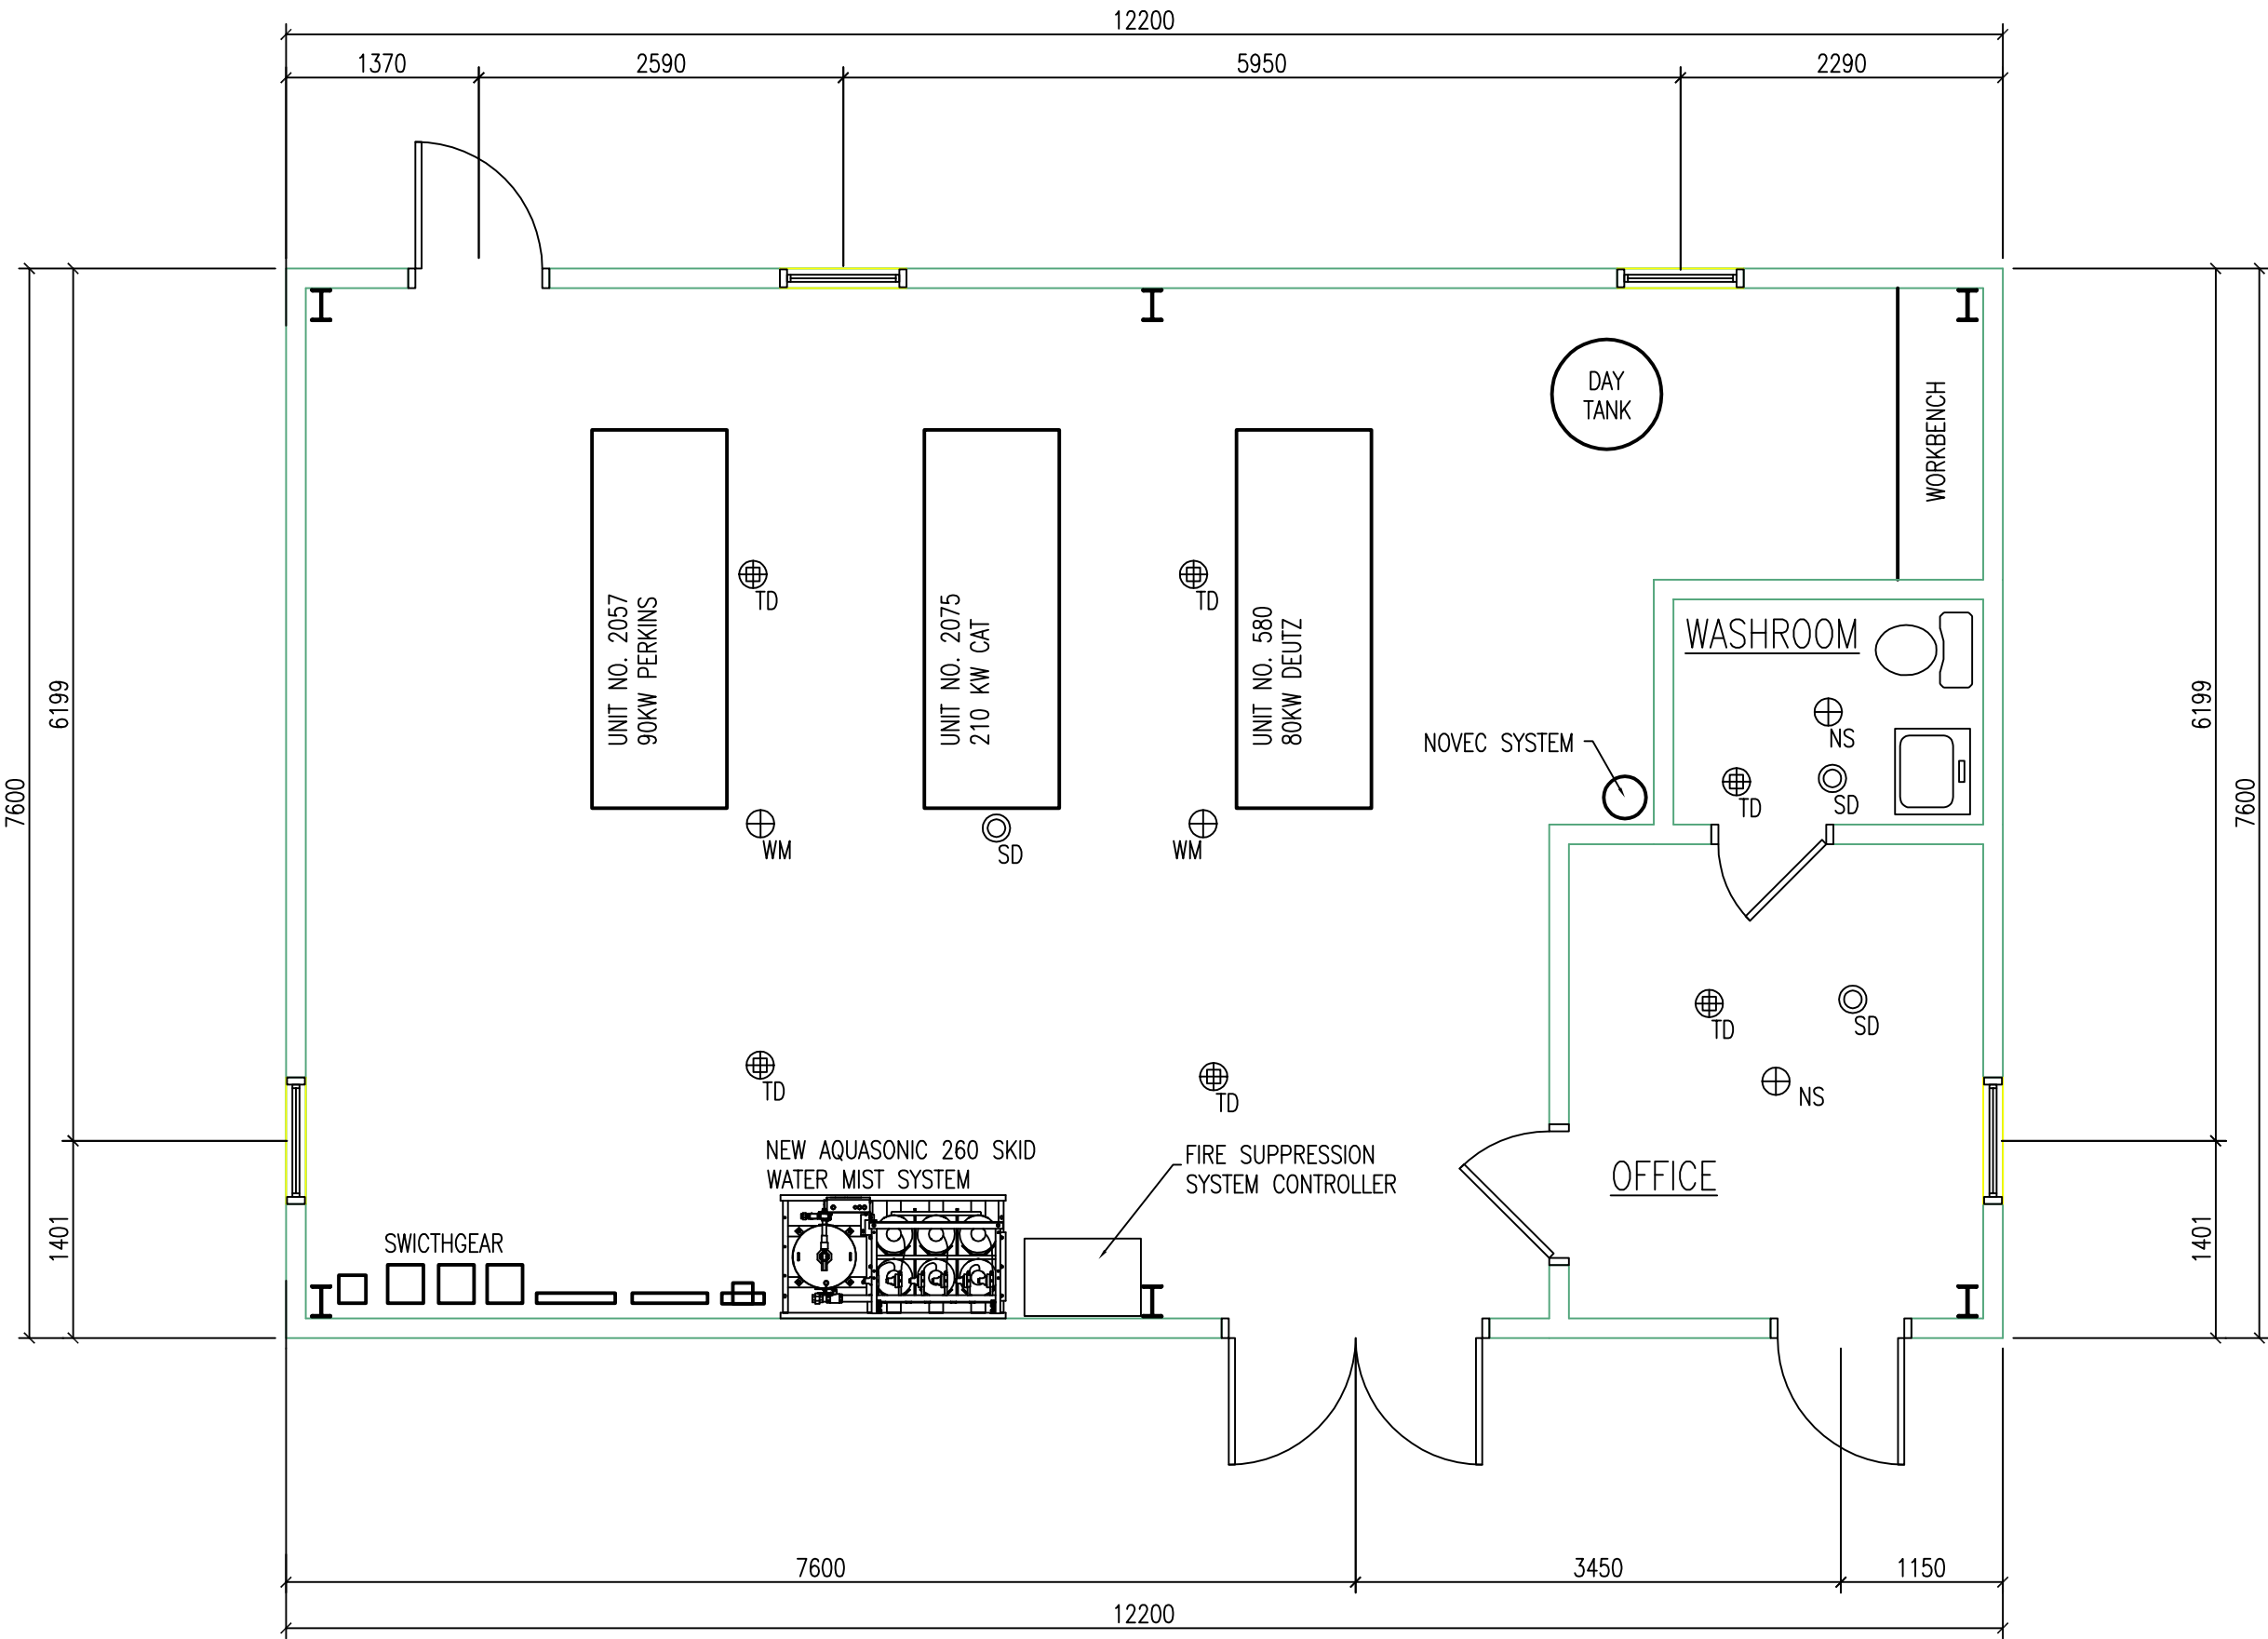 12200
1370
2590
5950
2290
DAY
TANK
WORKBENCH
UNIT NO. 2057
90KW PERKINS
TD
UNIT NO. 2075
210 KW CAT
TD
UNIT NO. 580
80KW DEUTZ
WASHROOM
NS
6199
7600
6199
7600
NOVEC SYSTEM
TD
SD
WM
SD
WM
TD
SD
TD
TD
NS
NEW AQUASONIC 260 SKID
WATER MIST SYSTEM
FIRE SUPPRESSION
SYSTEM CONTROLLER
OFFICE
1401
SWICTHGEAR
1401
7600
3450
1150
12200